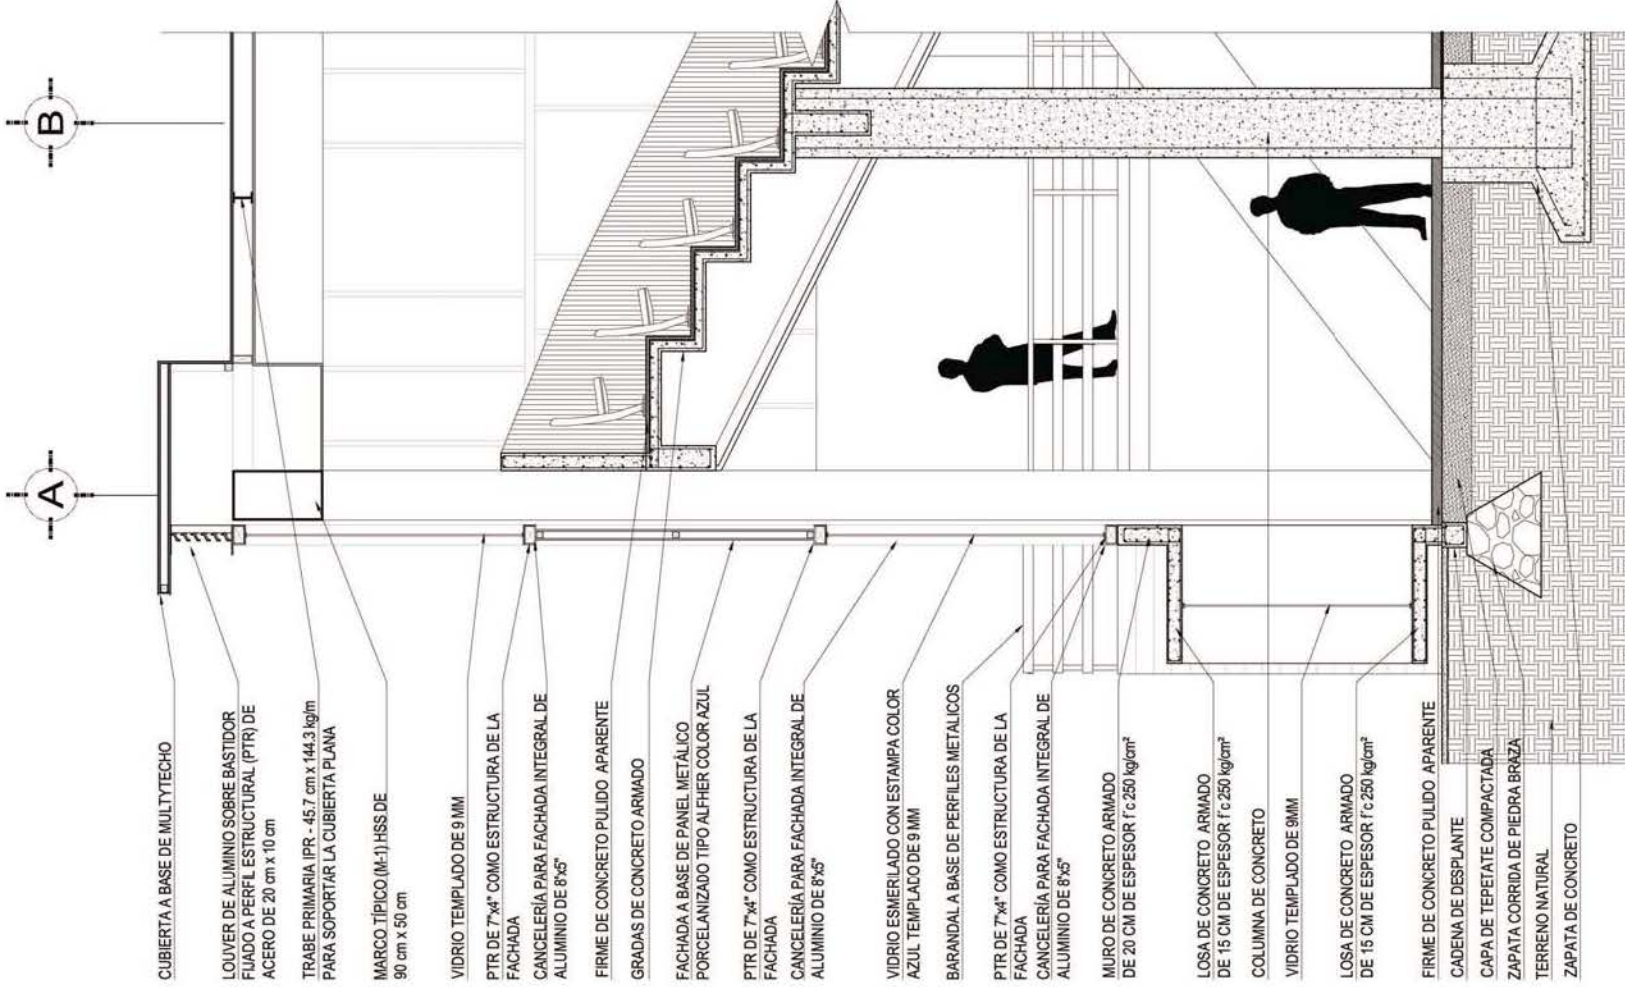 B
A
CUBIERTA A BASE DE MULTYTECHO
LOUVER DE ALUMINIO SOBRE BASTIDOR
FIJADO A PERFIL ESTRUCTURAL (PTR) DE
ACERO DE 20 cm x 10 cm
TRABE PRIMARIA IPR - 45.7 cm x 144.3 kg/m
PARA SOPORTAR LA CUBIERTA PLANA
MARCO TÍPICO (M-1) HSS DE
90 cm x 50 cm
VIDRIO TEMPLADO DE 9 MM
PTR DE 7"x4" COMO ESTRUCTURA DE LA
FACHADA
CANCELERÍA PARA FACHADA INTEGRAL DE
ALUMINIO DE 8"x5"
FIRME DE CONCRETO PULIDO APARENTE
GRADAS DE CONCRETO ARMADO
FACHADA A BASE DE PANEL METÁLICO
PORCELANIZADO TIPO ALFHER COLOR AZUL
PTR DE 7"x4" COMO ESTRUCTURA DE LA
FACHADA
CANCELERÍA PARA FACHADA INTEGRAL DE
ALUMINIO DE 8"x5"
VIDRIO ESMERILADO CON ESTAMPA COLOR
AZUL TEMPLADO DE 9 MM
BARANDAL A BASE DE PERFILES METALICOS
PTR DE 7"x4" COMO ESTRUCTURA DE LA
FACHADA
CANCELERÍA PARA FACHADA INTEGRAL DE
ALUMINIO DE 8"x5"
MURO DE CONCRETO ARMADO
DE 20 CM DE ESPESOR f'c 250 kg/cm²
LOSA DE CONCRETO ARMADO
DE 15 CM DE ESPESOR f'c 250 kg/cm²
COLUMNA DE CONCRETO
VIDRIO TEMPLADO DE 9MM
LOSA DE CONCRETO ARMADO
DE 15 CM DE ESPESOR f'c 250 kg/cm²
FIRME DE CONCRETO PULIDO APARENTE
CADENA DE DESPLANTE
CAPA DE TEPETATE COMPACTADA
ZAPATA CORRIDA DE PIEDRA BRAZA
TERRENO NATURAL
ZAPATA DE CONCRETO